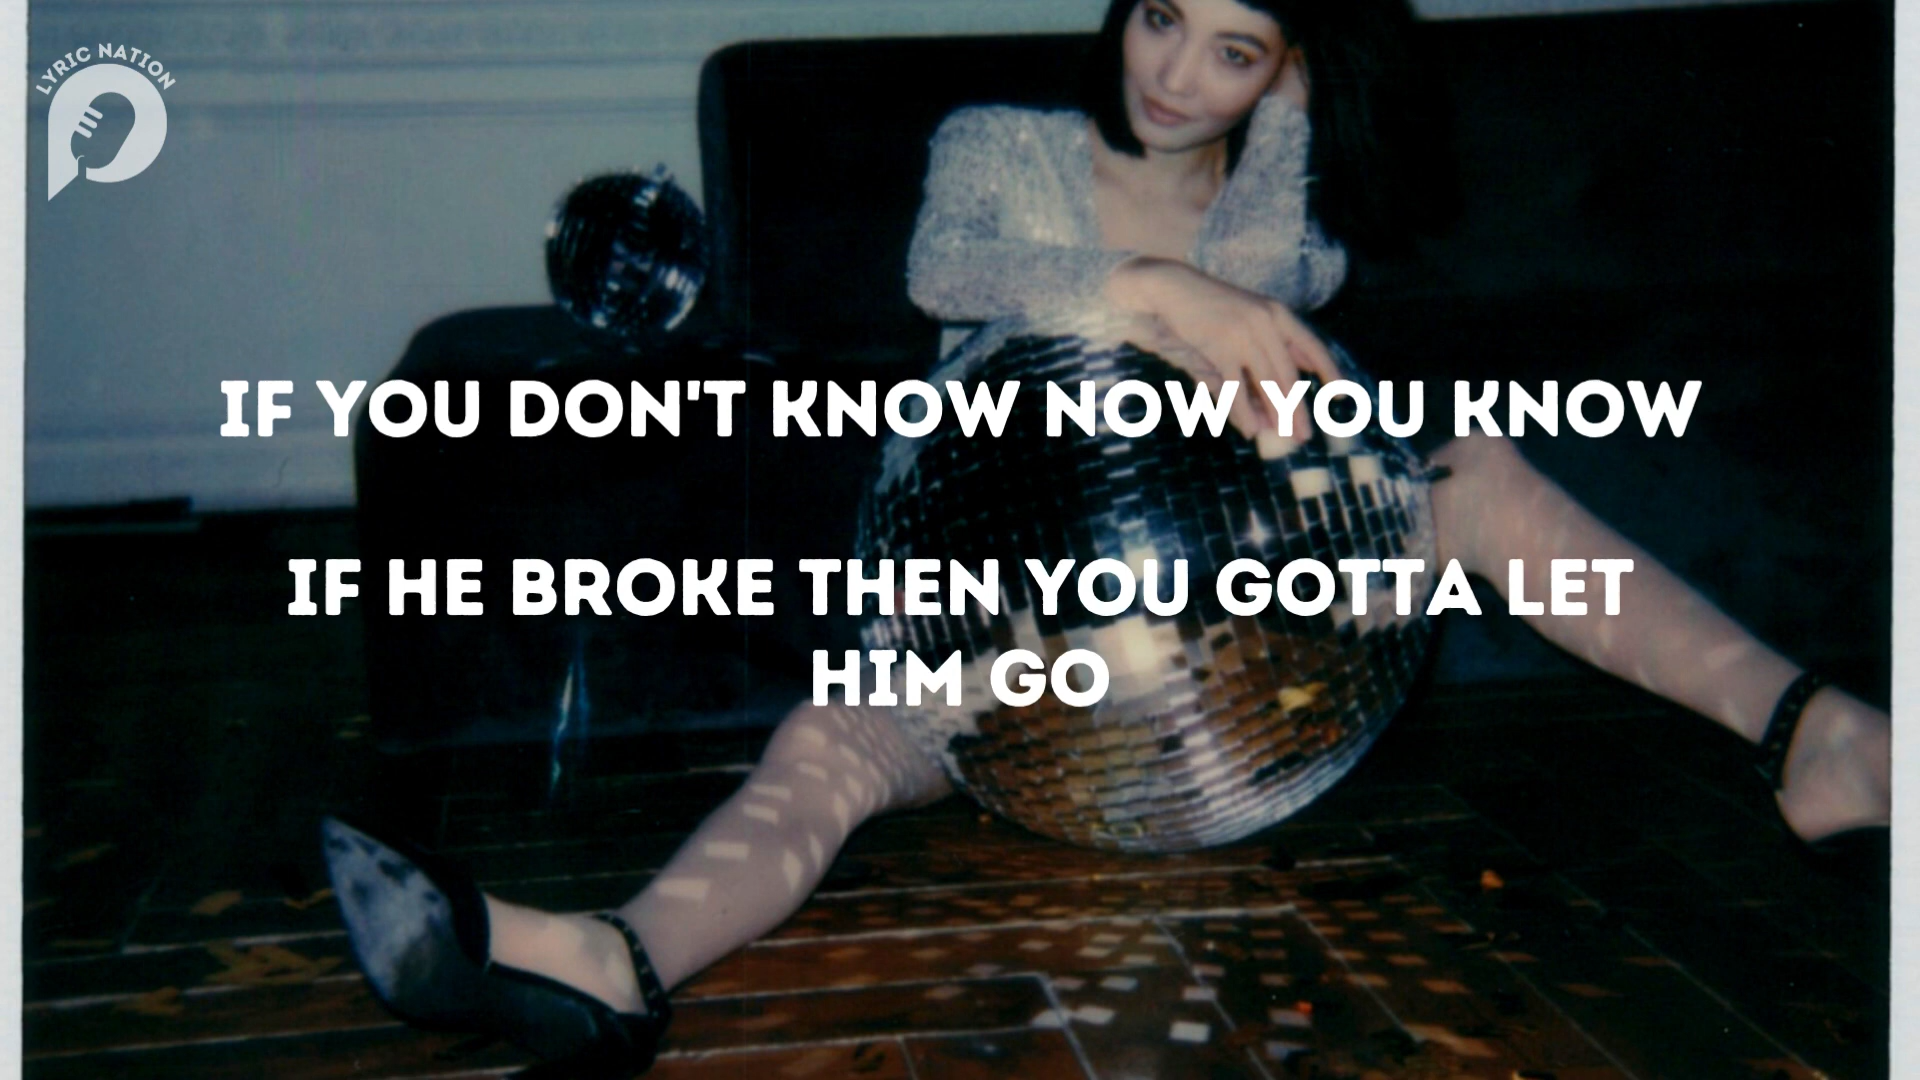 LYRIC NATION
IF YOU DON'T KNOW NOW YOU KNOW
IF HE BROKE THEN YOU GOTTA LET
HIM GO